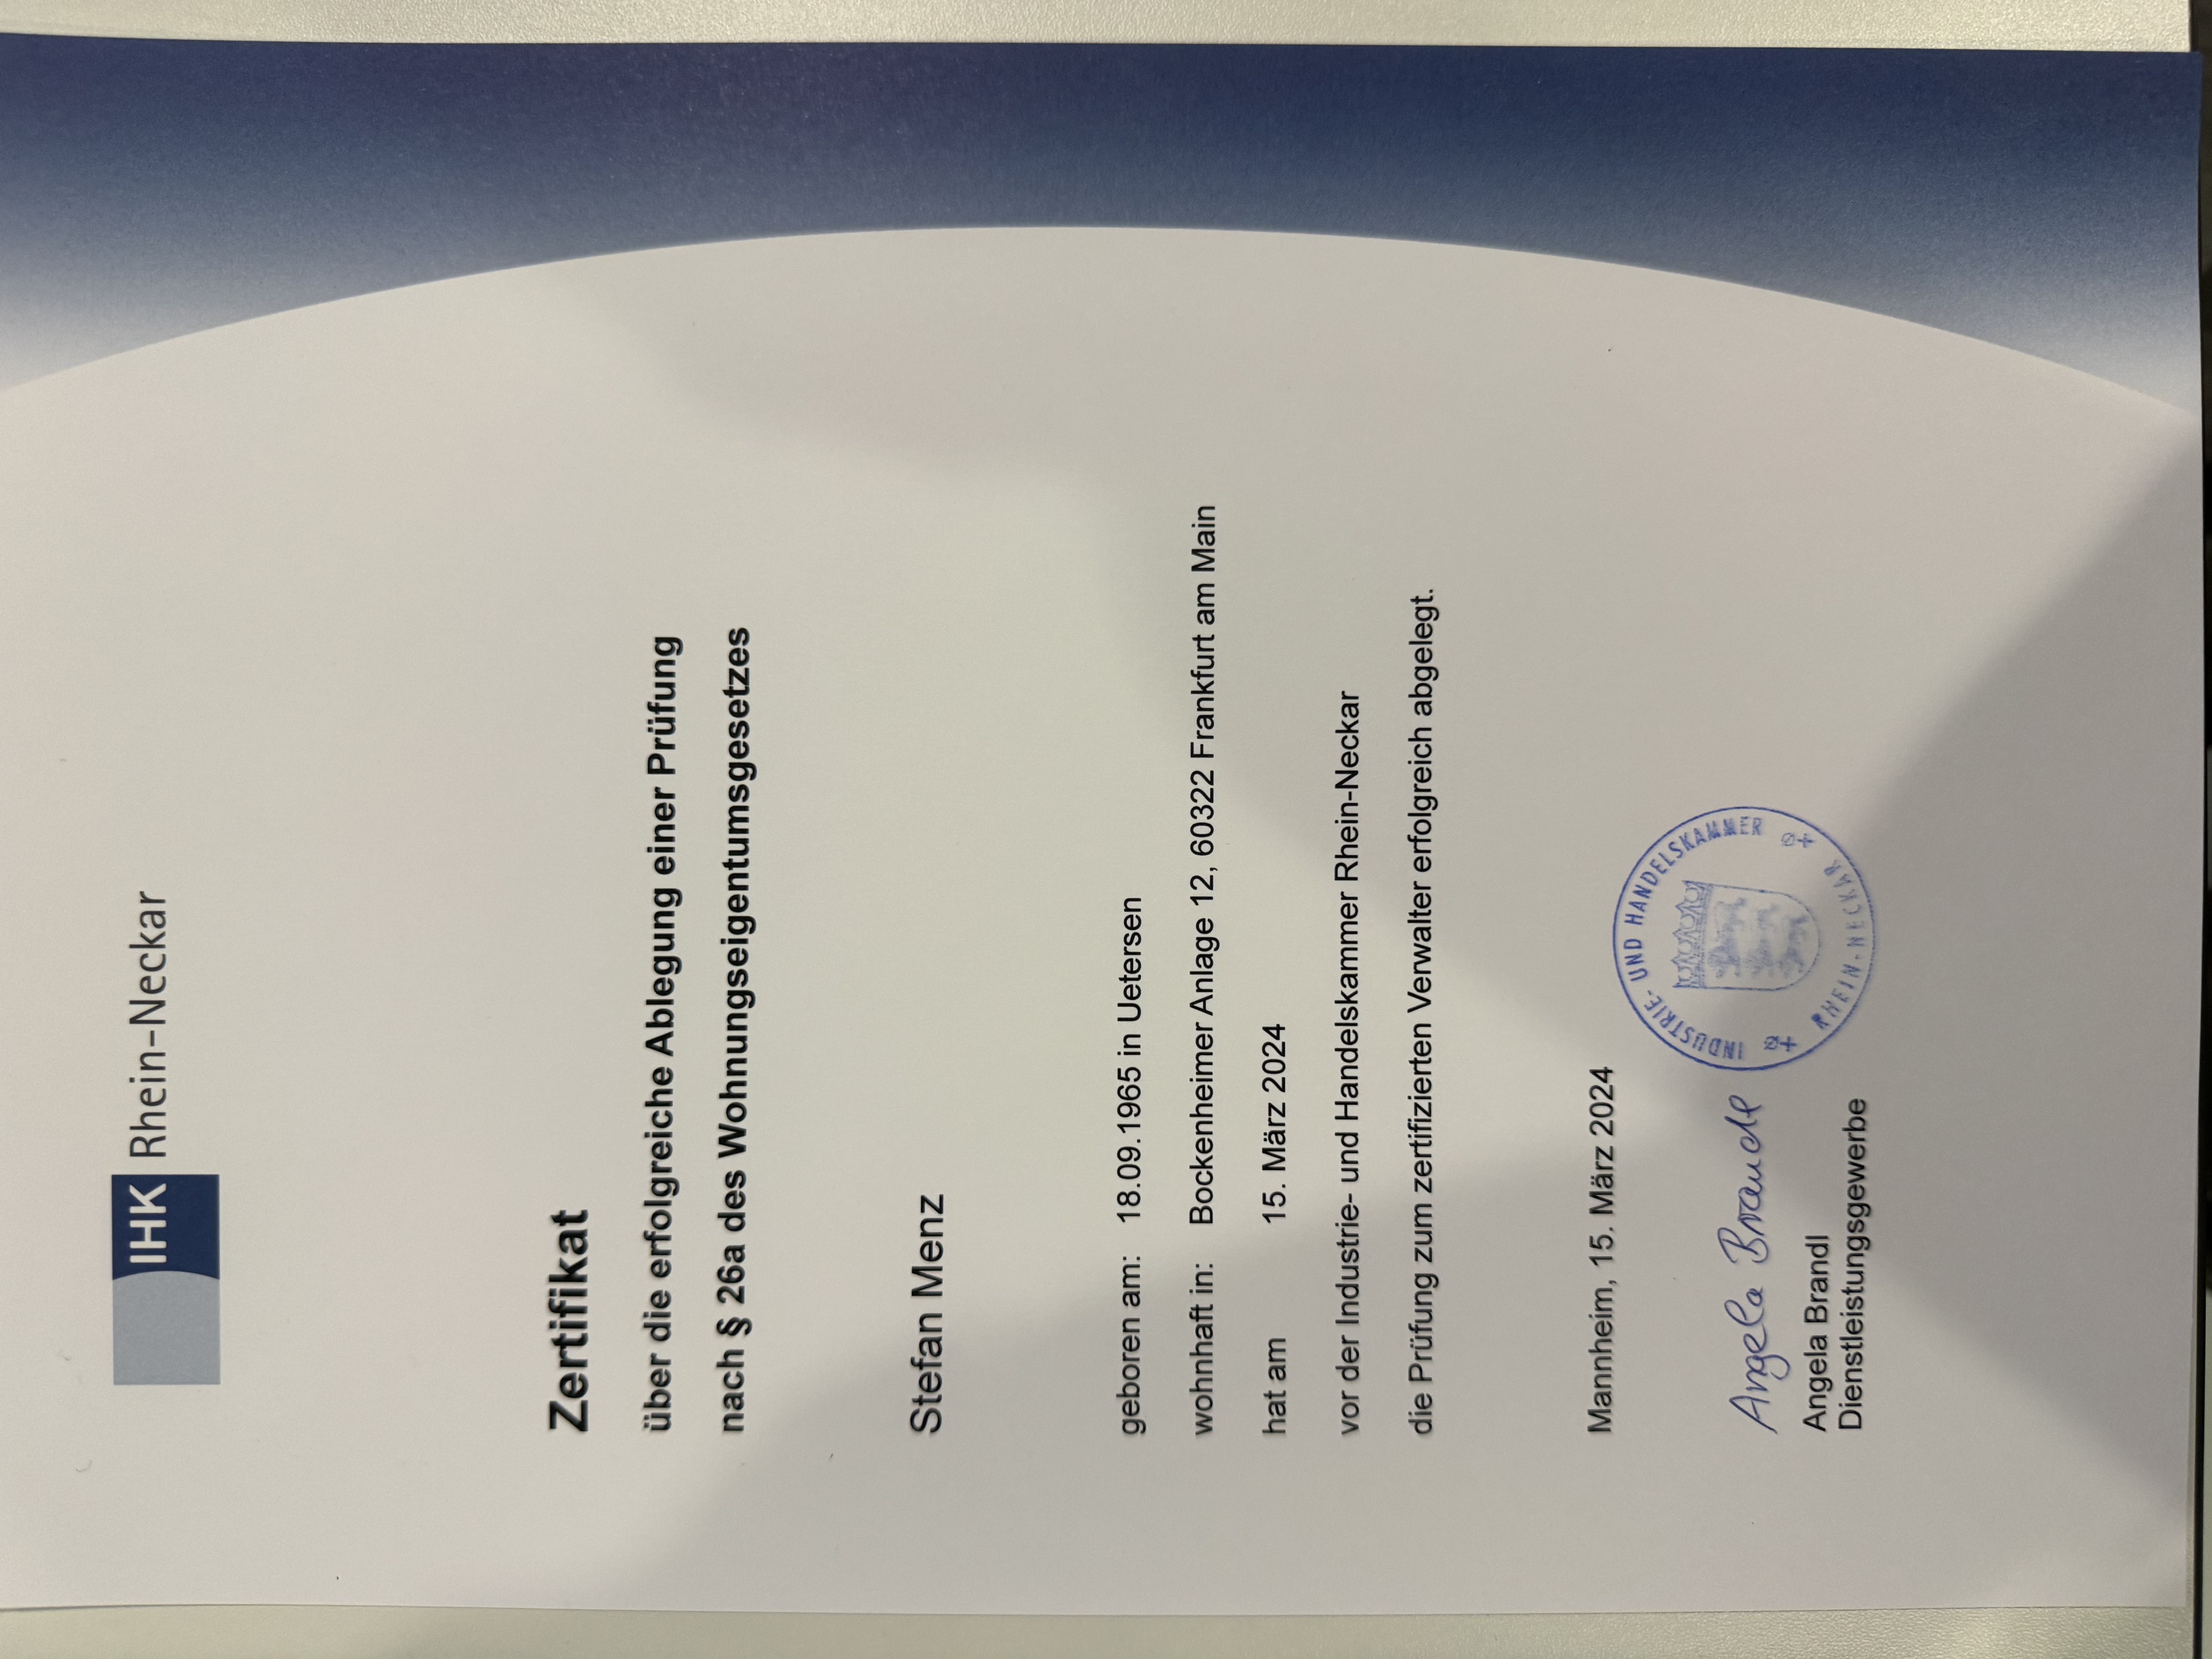 IHK Rhein-Neckar
Zertifikat
über die erfolgreiche Ablegung einer Prüfung
nach § 26a des Wohnungseigentumsgesetzes
Stefan Menz
geboren am: 18.09.1965 in Uetersen
wohnhaft in: Bockenheimer Anlage 12, 60322 Frankfurt am Main
hat am 15. März 2024
vor der Industrie- und Handelskammer Rhein-Neckar
die Prüfung zum zertifizierten Verwalter erfolgreich abgelegt.
Mannheim, 15. März 2024
INDUSTRIE- UND HANDELSKAMMER
RHEIN-NECKAR
Angela Brandl
Angela Brandl
Dienstleistungsgewerbe